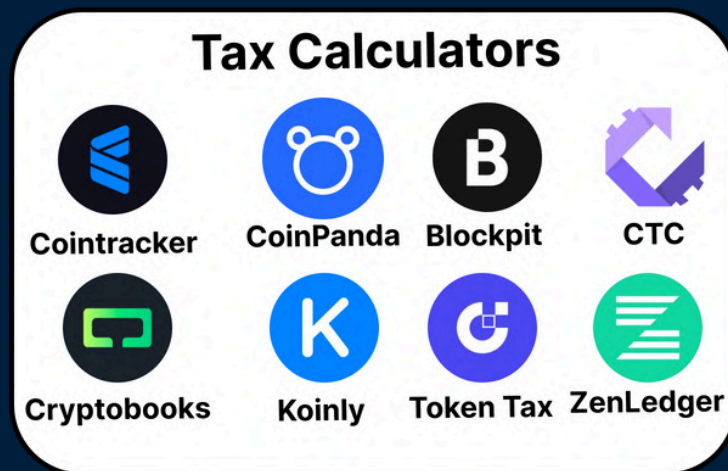 Tax Calculators
Cointracker
CoinPanda
Blockpit
CTC
Cryptobooks
Koinly
Token Tax
ZenLedger